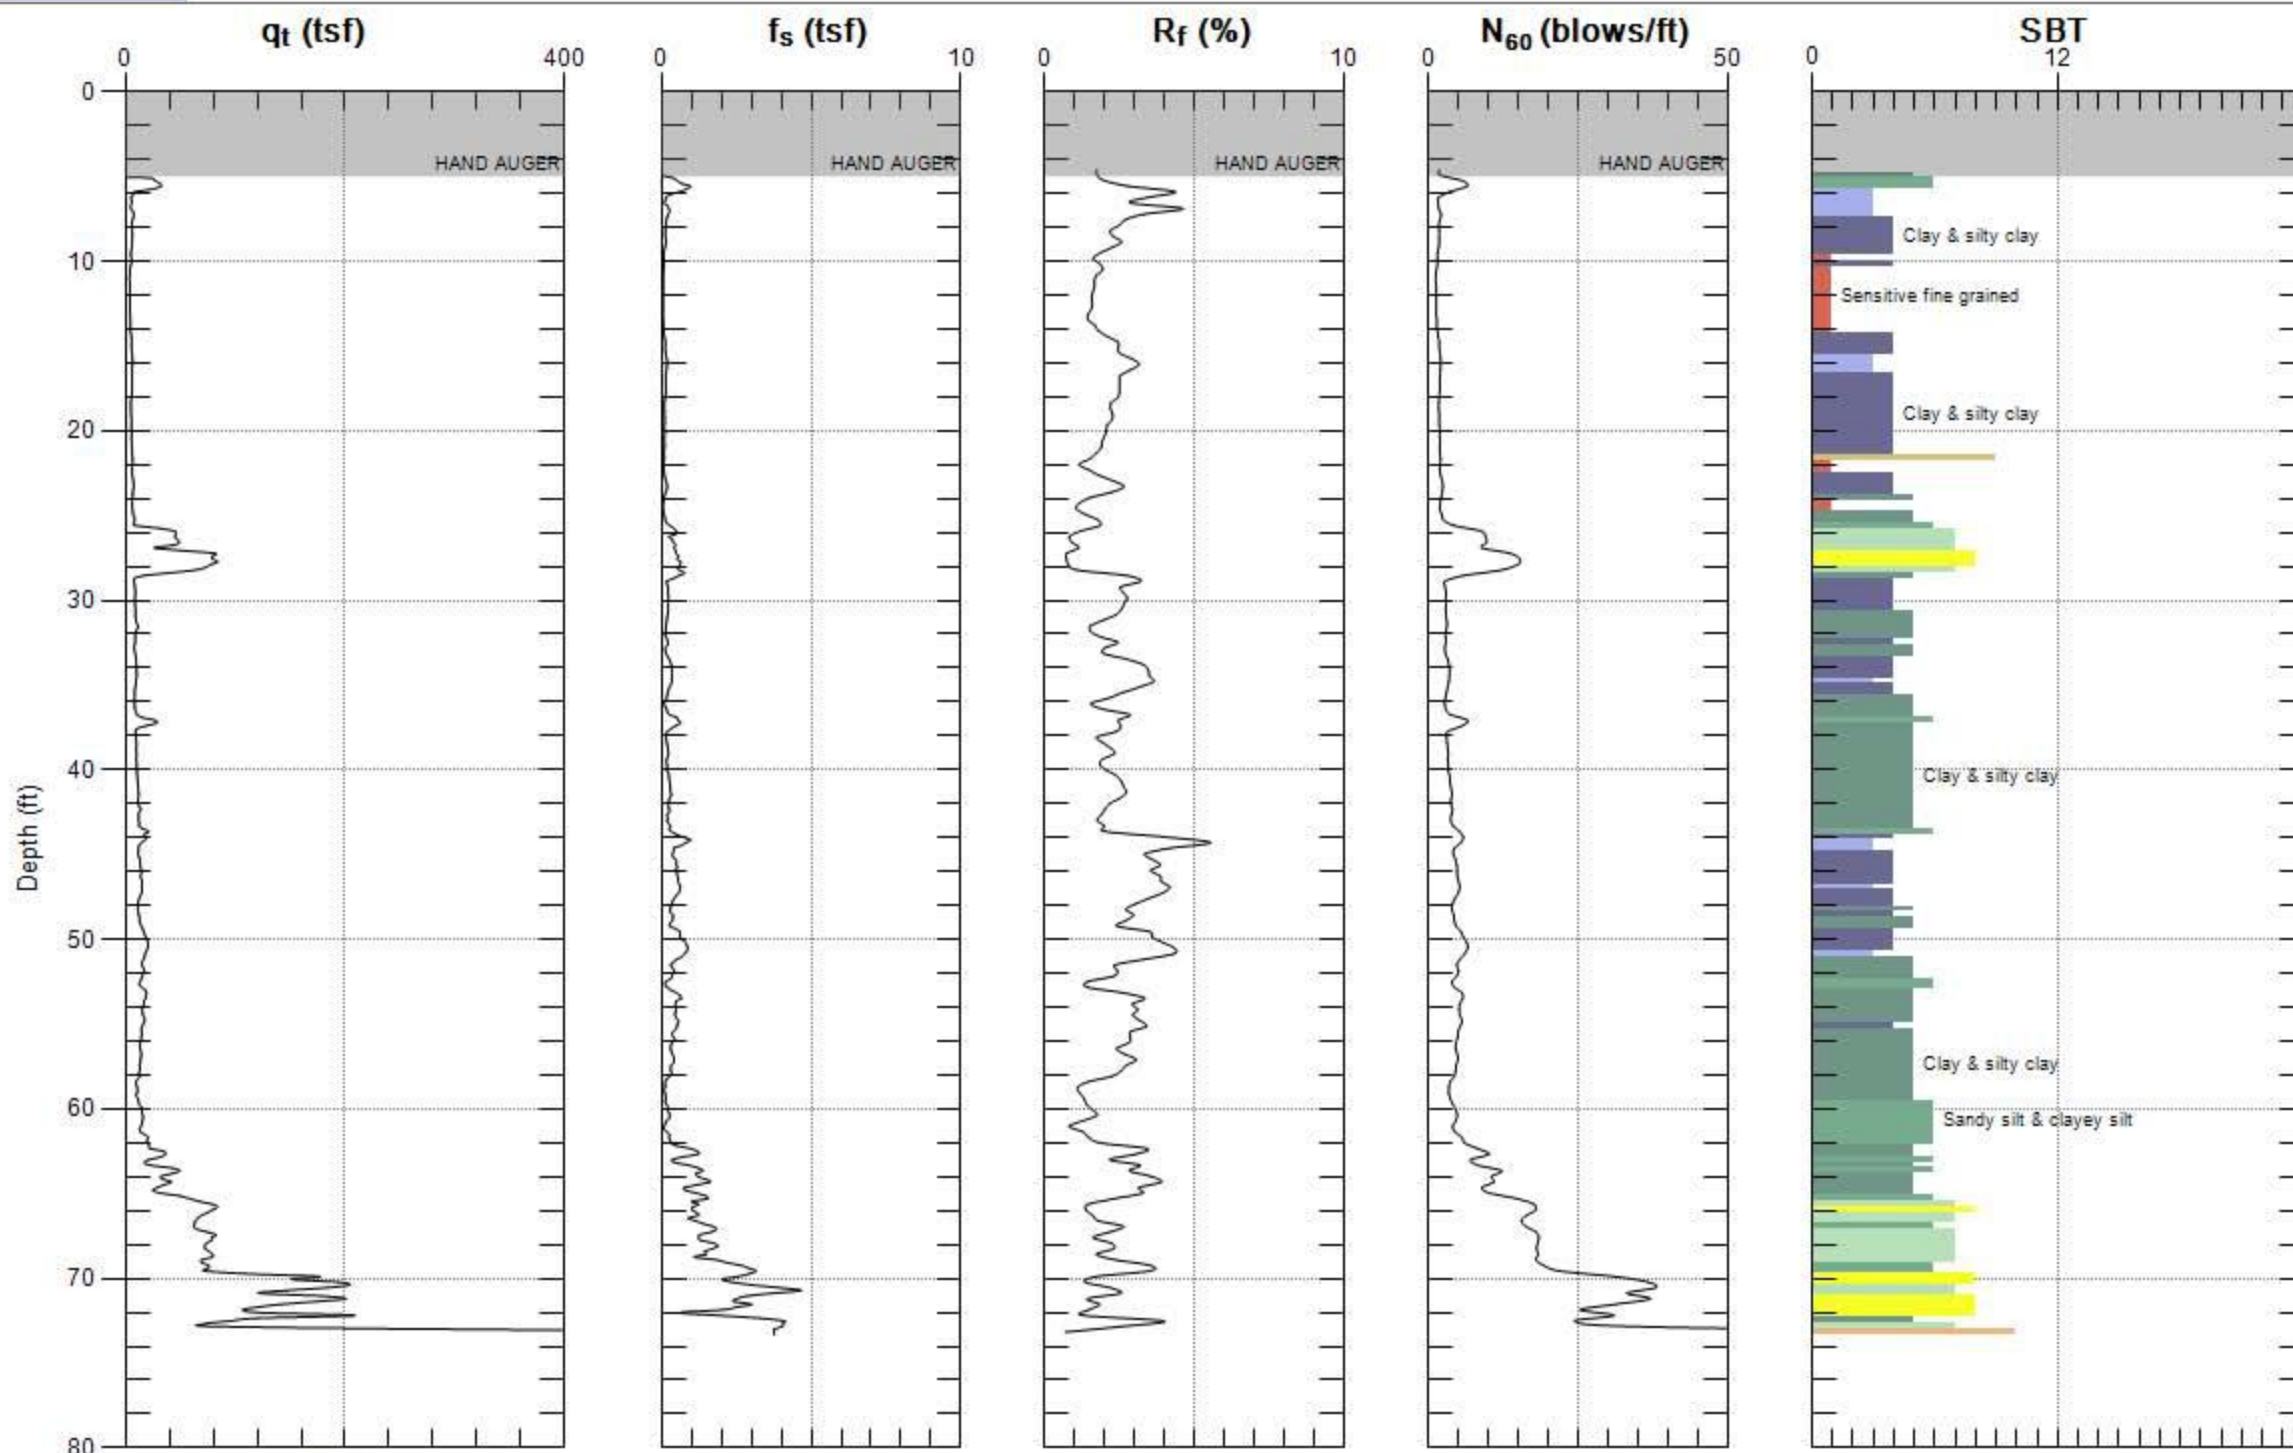 qt (tsf)
fs (tsf)
Rf (%)
N60 (blows/ft)
SBT
0 400
0 10
0 10
0 50
0 12
0
10
20
30
40
50
60
70
80
Depth (ft)
HAND AUGER
HAND AUGER
HAND AUGER
HAND AUGER
Clay & silty clay
Sensitive fine grained
Clay & silty clay
Clay & silty clay
Clay & silty clay
Sandy silt & clayey silt